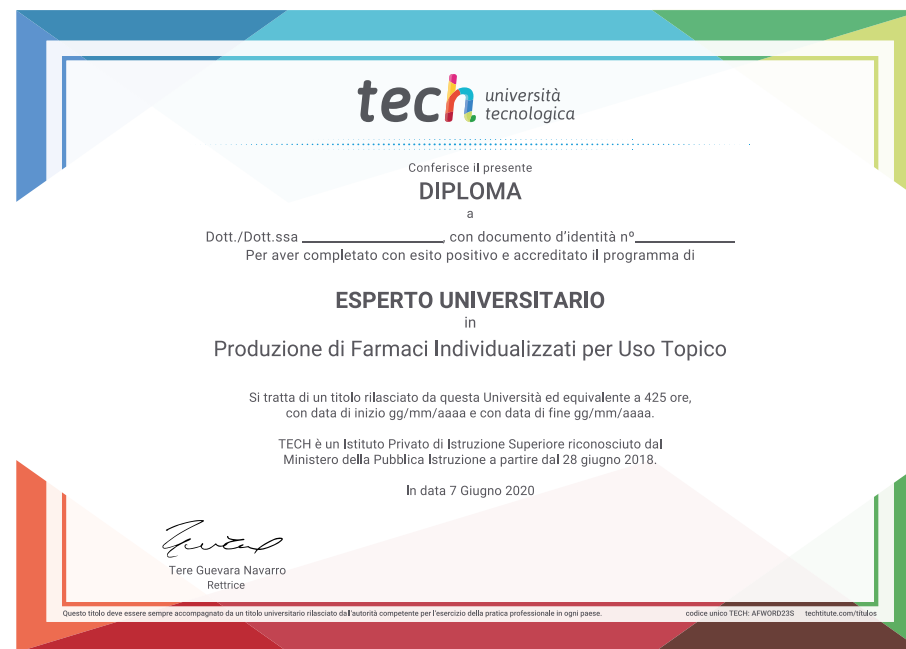 tech università
tecnologica
Conferisce il presente
DIPLOMA
a
Dott./Dott.ssa ____________________, con documento d'identità nº______________
Per aver completato con esito positivo e accreditato il programma di
ESPERTO UNIVERSITARIO
in
Produzione di Farmaci Individualizzati per Uso Topico
Si tratta di un titolo rilasciato da questa Università ed equivalente a 425 ore,
con data di inizio gg/mm/aaaa e con data di fine gg/mm/aaaa.
TECH è un Istituto Privato di Istruzione Superiore riconosciuto dal
Ministero della Pubblica Istruzione a partire dal 28 giugno 2018.
In data 7 Giugno 2020
Tere Guevara Navarro
Rettrice
Questo titolo deve essere sempre accompagnato da un titolo universitario rilasciato dall'autorità competente per l'esercizio della pratica professionale in ogni paese. codice unico TECH: AFWORD23S techtitute.com/títulos